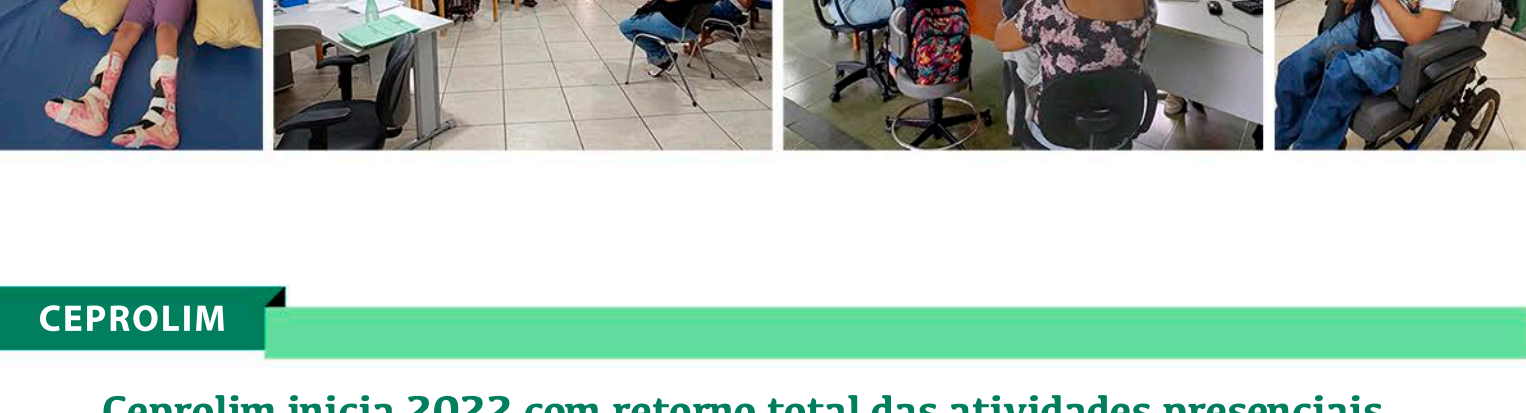 CEPROLIM
Ceprolim inicia 2022 com retorno total das atividades presenciais